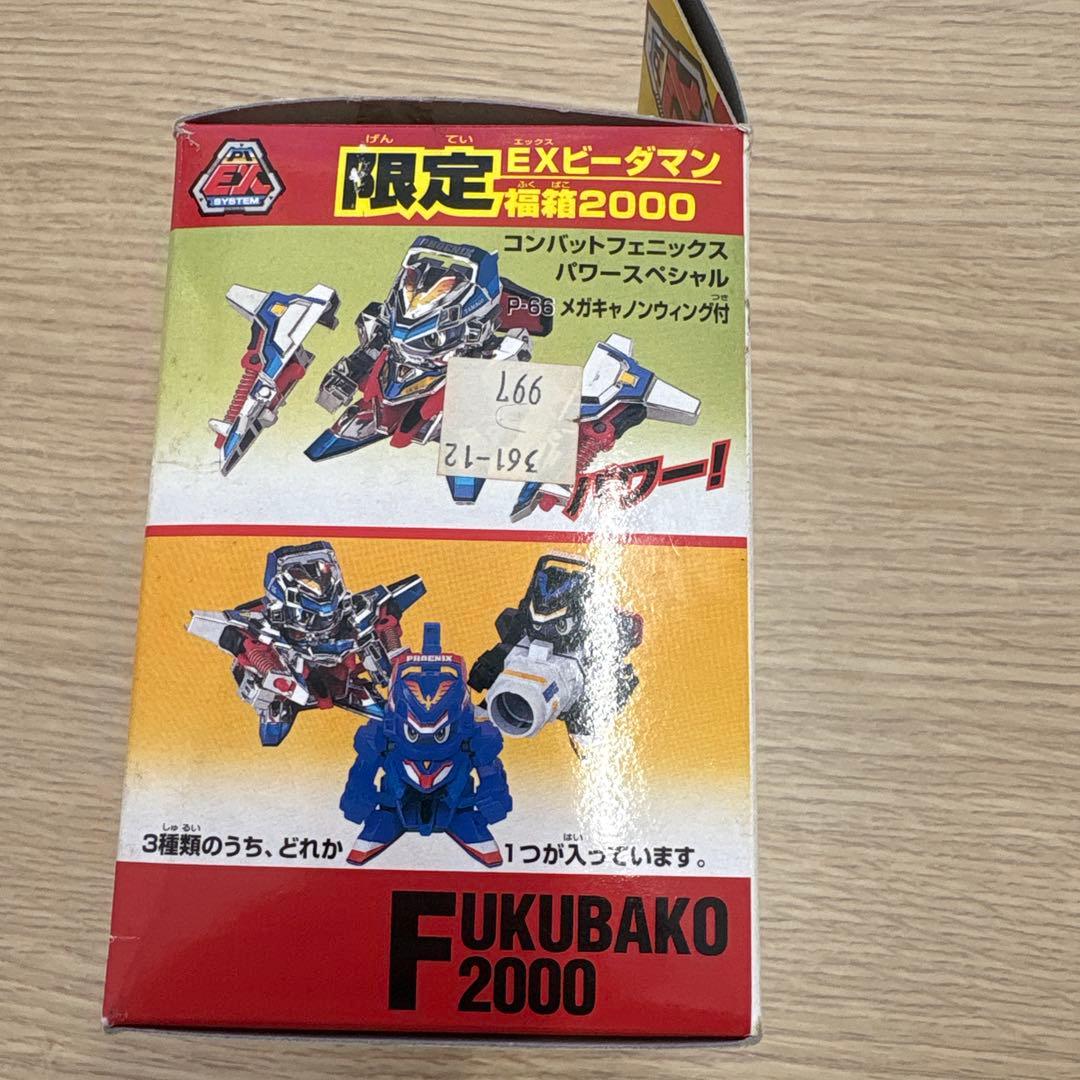 PI
EX
SYSTEM
げん てい
限定
エックス
EXビーダマン
ふく ばこ
福箱2000
コンバットフェニックス
パワースペシャル
つき
P-66 メガキャノンウィング付
PHOENIX
997
361-12
パワー!
PHOENIX
しゅ るい
3種類のうち、どれか
はい
1つが入っています。
FUKUBAKO
2000